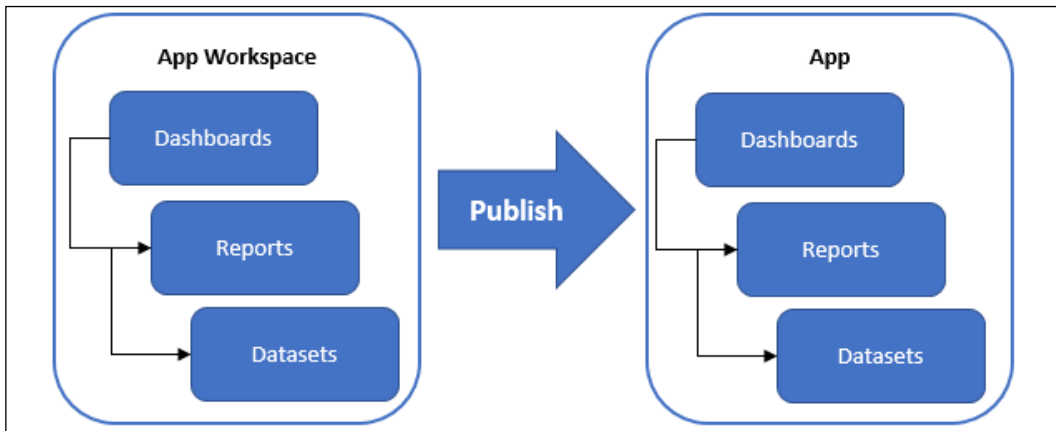 App Workspace
Dashboards
Reports
Datasets
Publish
App
Dashboards
Reports
Datasets